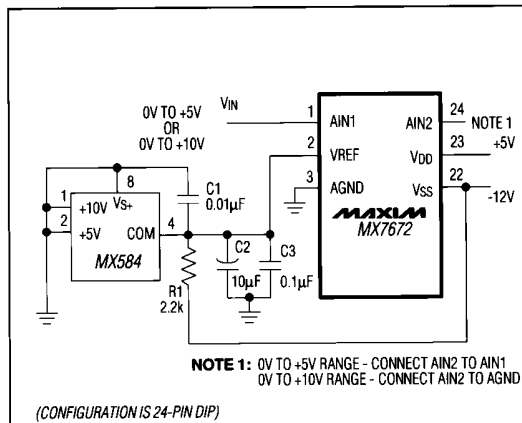 0V TO +5V
OR
0V TO +10V
VIN
1
AIN1
AIN2
24
NOTE 1
2
VREF
VDD
23
+5V
3
AGND
VSS
22
-12V
MAXIM
MX7672
8
VS+
1
+10V
2
+5V
COM
4
MX584
C1
0.01µF
C2
10µF
C3
0.1µF
R1
2.2k
NOTE 1: 0V TO +5V RANGE - CONNECT AIN2 TO AIN1
0V TO +10V RANGE - CONNECT AIN2 TO AGND
(CONFIGURATION IS 24-PIN DIP)